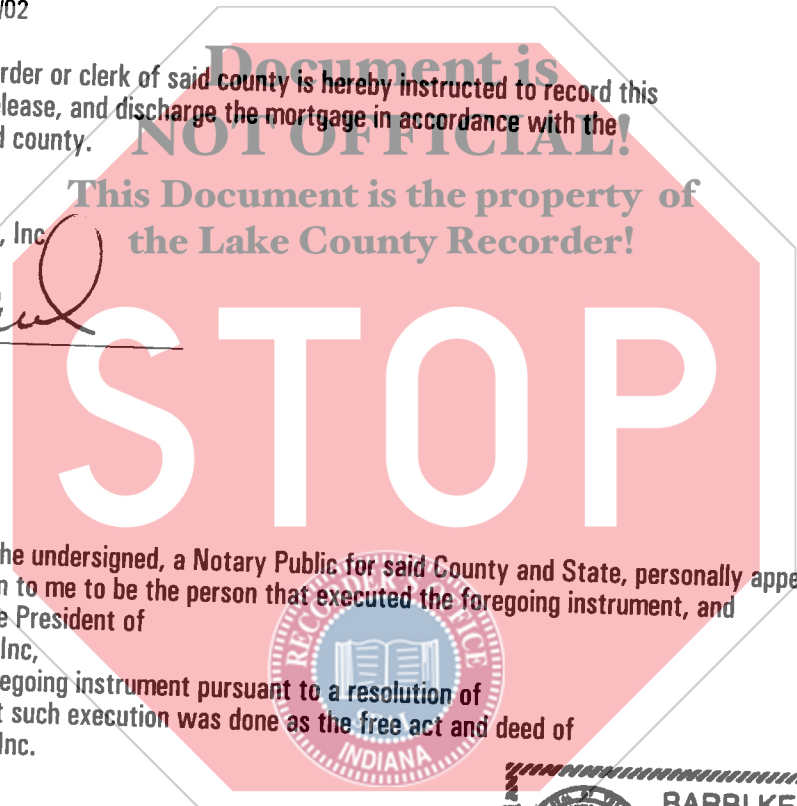 /02
Document is
rder or clerk of said county is hereby instructed to record this
lease, and discharge the mortgage in accordance with the
NOT OFFICIAL!
d county.
This Document is the property of
, Inc
the Lake County Recorder!
STOP
he undersigned, a Notary Public for said County and State, personally appe
n to me to be the person that executed the foregoing instrument, and
e President of
Inc,
egoing instrument pursuant to a resolution of
t such execution was done as the free act and deed of
Inc.
RECORDER'S OFFICE
INDIANA